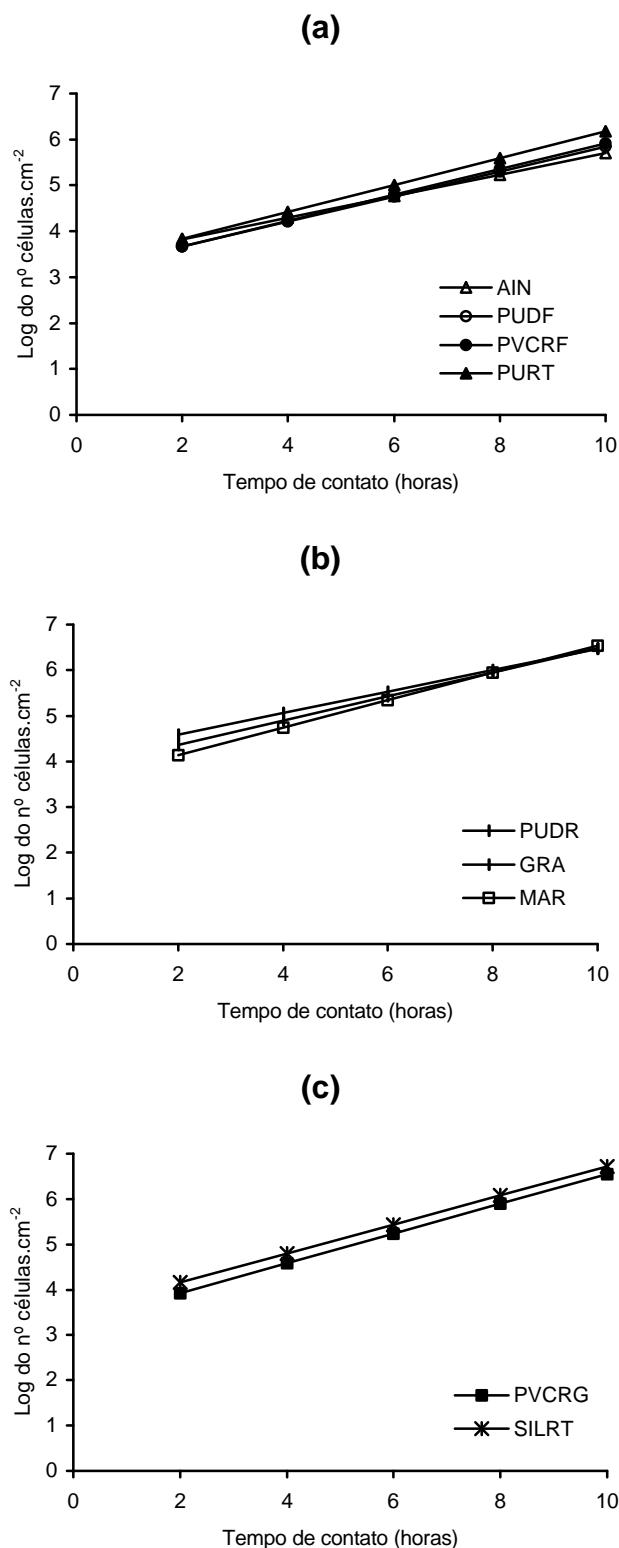 (a)
7
6
5
4
3
2
1
0
Log do nº células.cm-2
AIN
PUDF
PVCRF
PURT
0 2 4 6 8 10
Tempo de contato (horas)
(b)
7
6
5
4
3
2
1
0
Log do nº células.cm-2
PUDR
GRA
MAR
0 2 4 6 8 10
Tempo de contato (horas)
(c)
7
6
5
4
3
2
1
0
Log do nº células.cm-2
PVCRG
SILRT
0 2 4 6 8 10
Tempo de contato (horas)